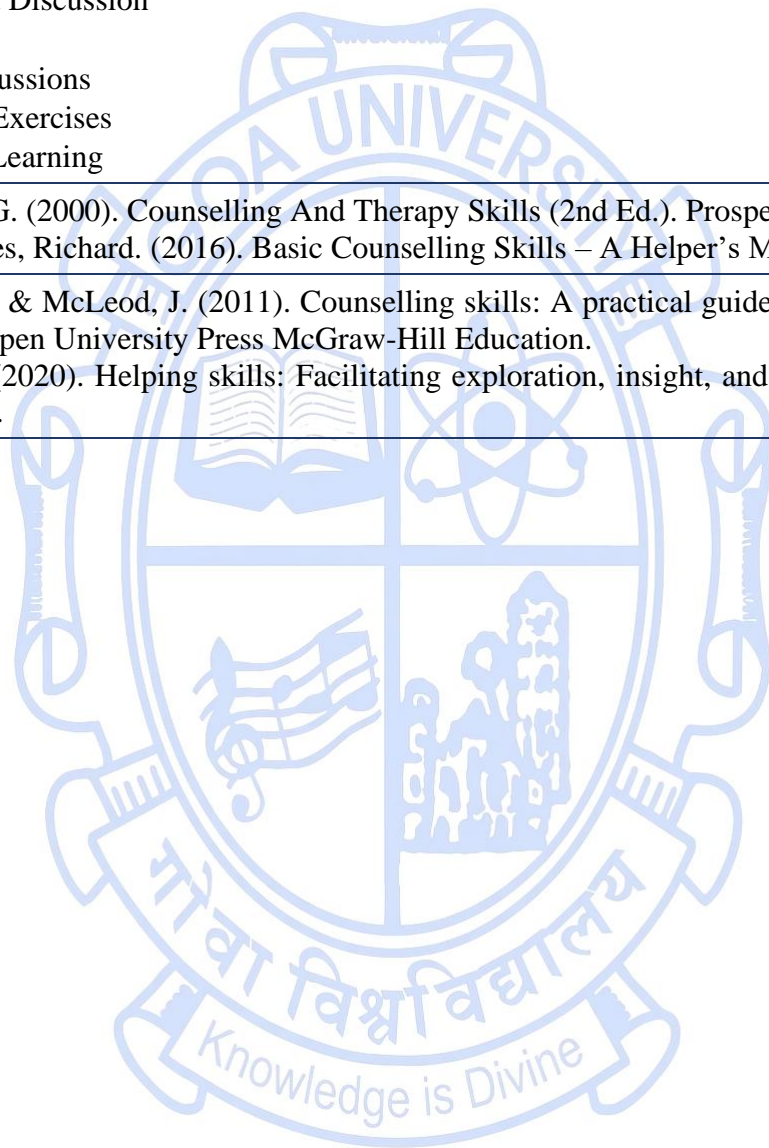 Discussion
ussions
Exercises
Learning
G. (2000). Counselling And Therapy Skills (2nd Ed.). Prospe
es, Richard. (2016). Basic Counselling Skills – A Helper's M
& McLeod, J. (2011). Counselling skills: A practical guide
pen University Press McGraw-Hill Education.
(2020). Helping skills: Facilitating exploration, insight, and
GOA UNIVERSITY
गोंवा विश्वविद्यालय
Knowledge is Divine